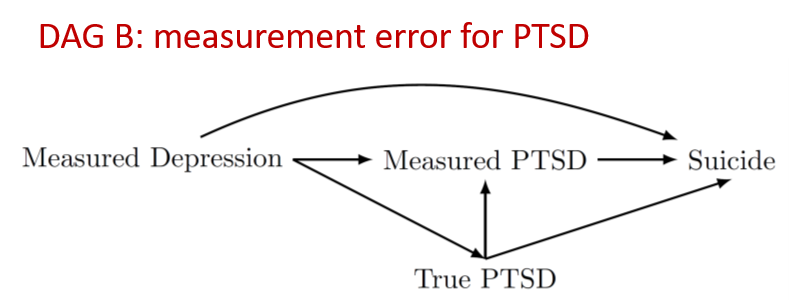 DAG B: measurement error for PTSD
Measured Depression
Measured PTSD
Suicide
True PTSD